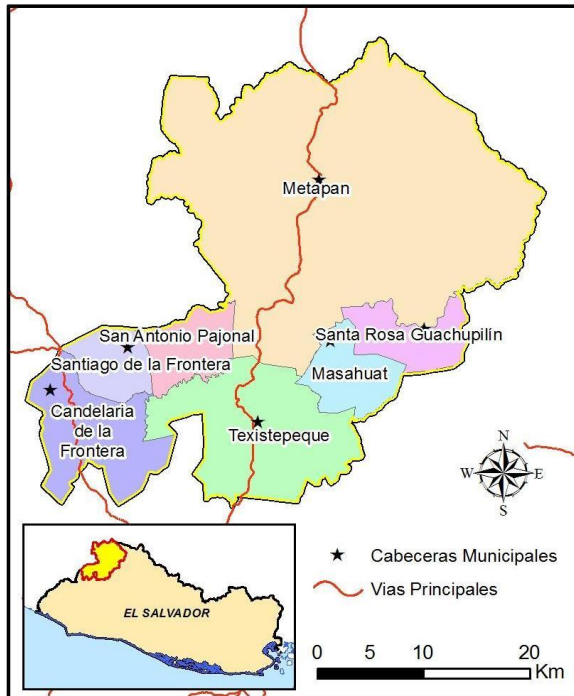 Metapan
San Antonio Pajonal
Santa Rosa Guachupilín
Santiago de la Frontera
Masahuat
Candelaria
de la
Frontera
Texistepeque
N
W E
S
EL SALVADOR
Cabeceras Municipales
Vias Principales
0 5 10 20
Km